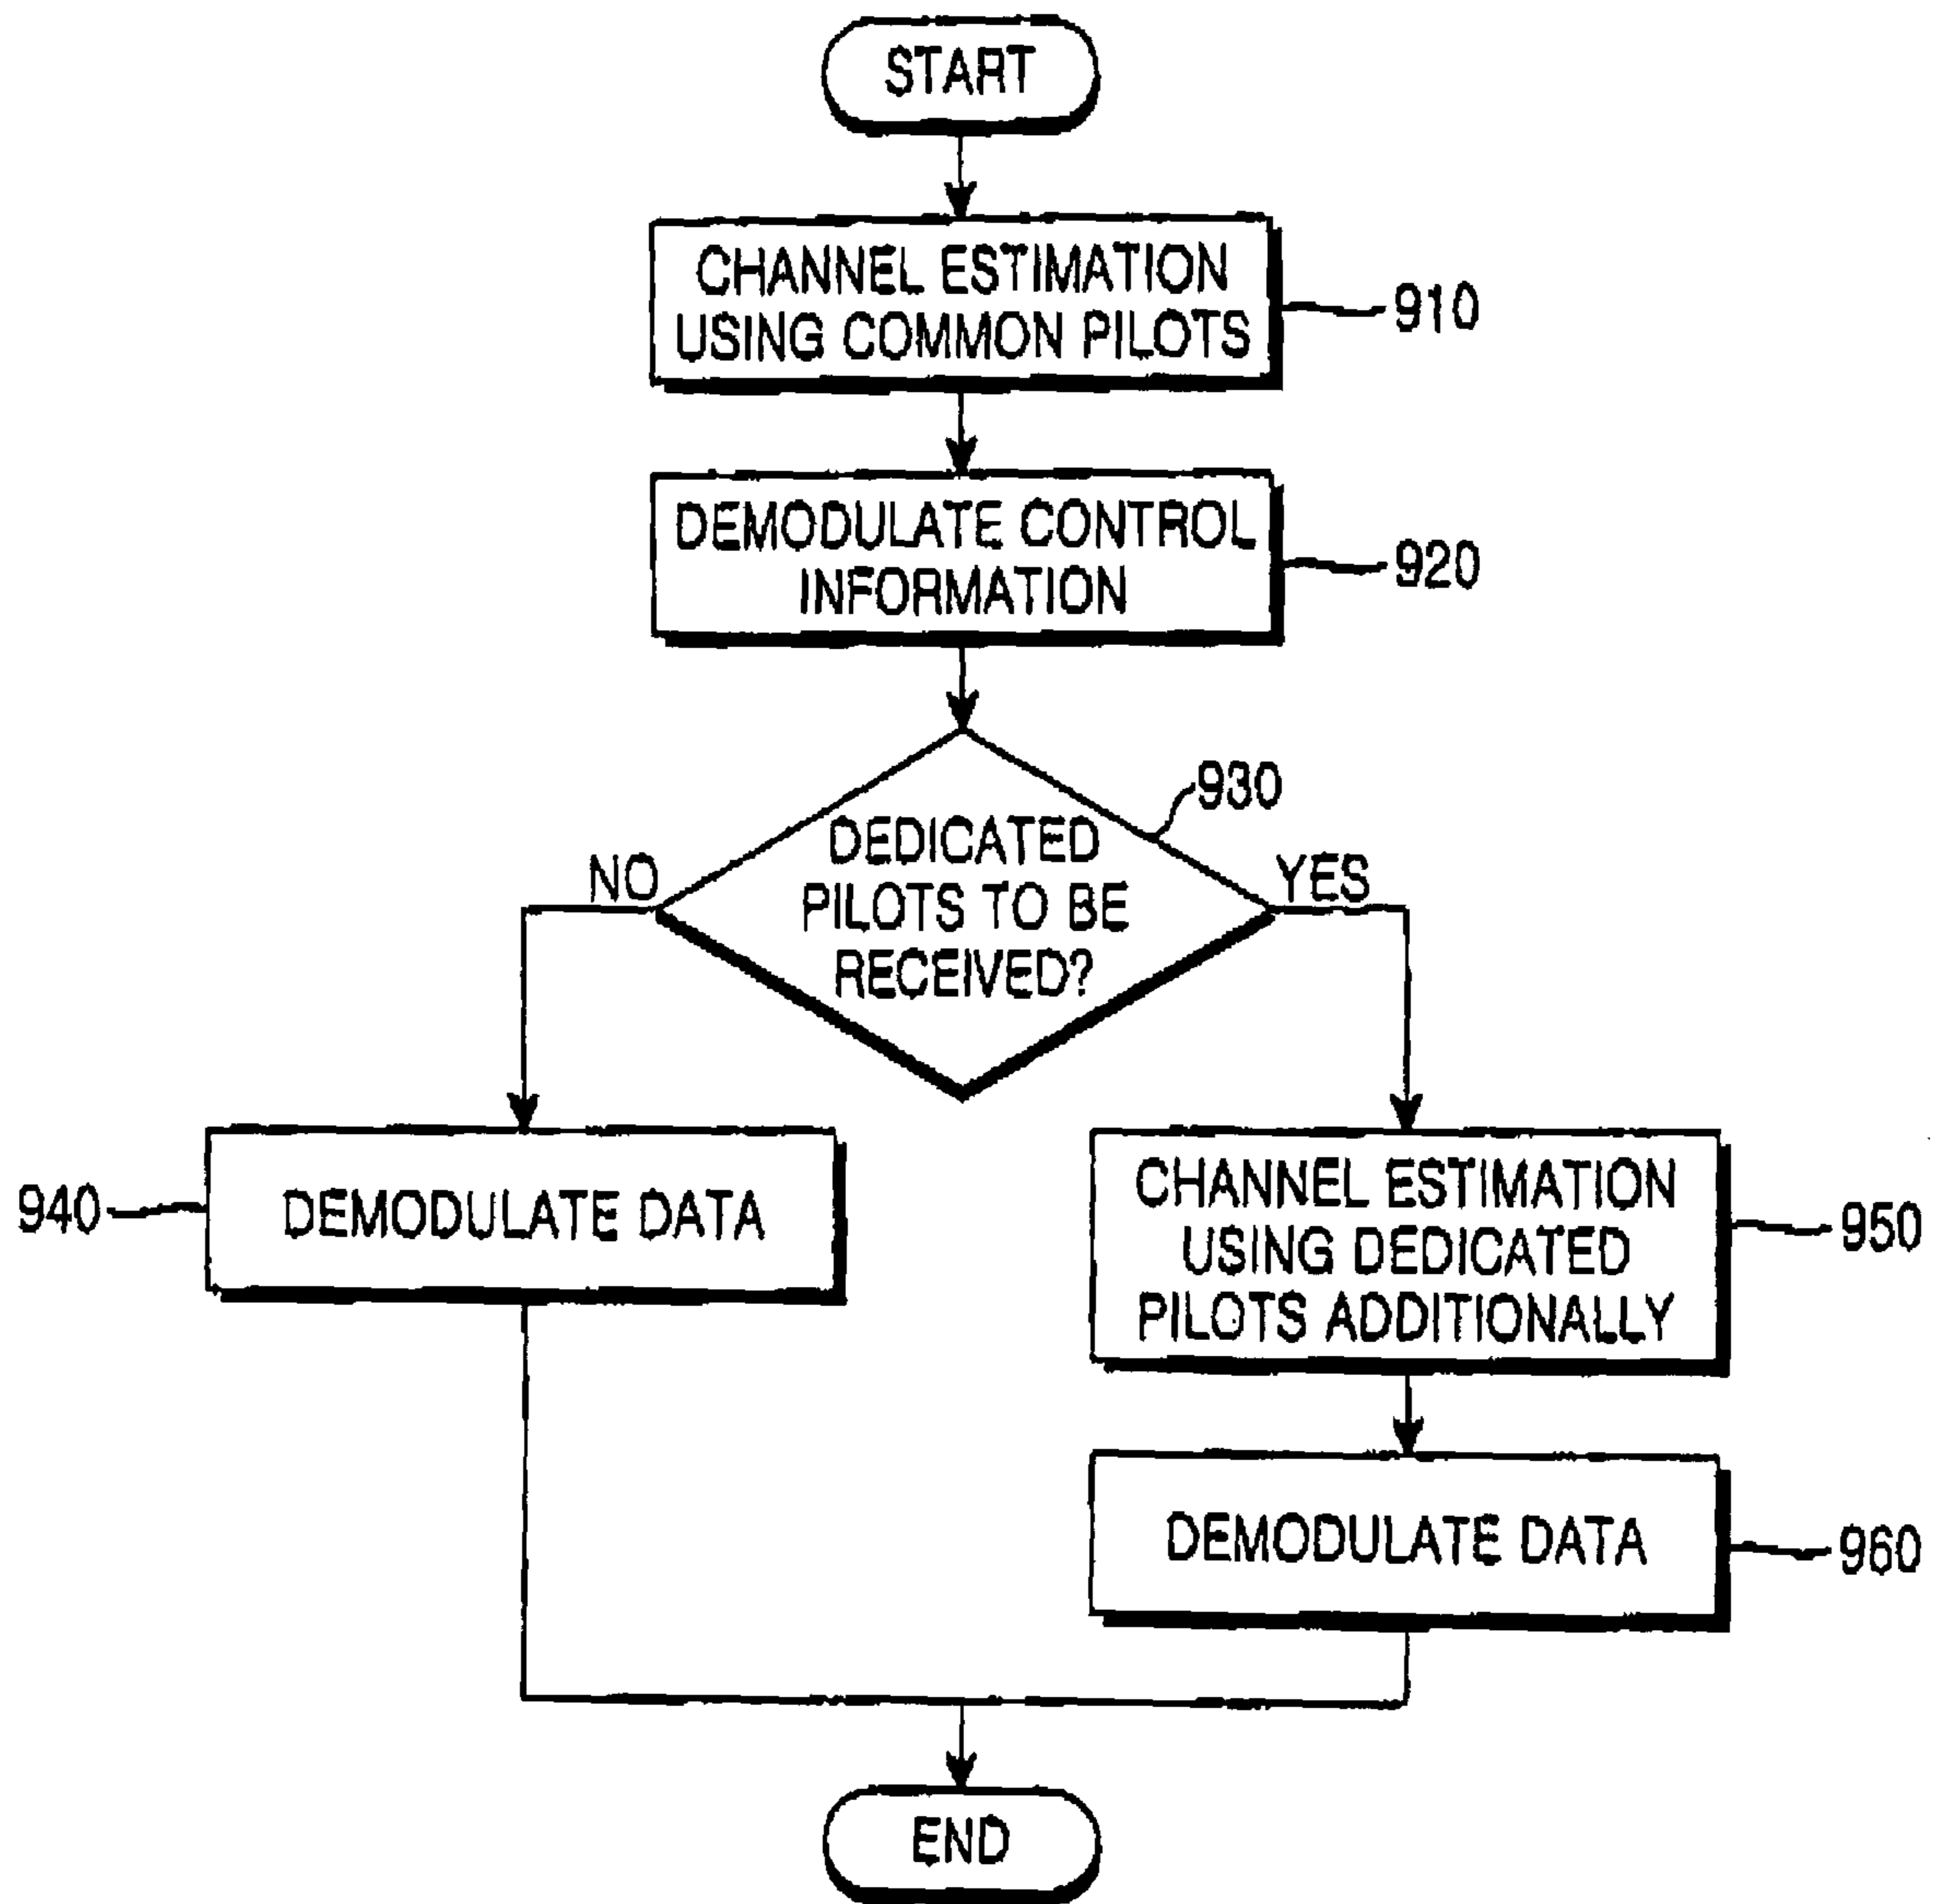 START
CHANNEL ESTIMATION
USING COMMON PILOTS
910
DEMODULATE CONTROL
INFORMATION
920
930
DEDICATED
PILOTS TO BE
RECEIVED?
NO
YES
940
DEMODULATE DATA
CHANNEL ESTIMATION
USING DEDICATED
PILOTS ADDITIONALLY
950
DEMODULATE DATA
960
END